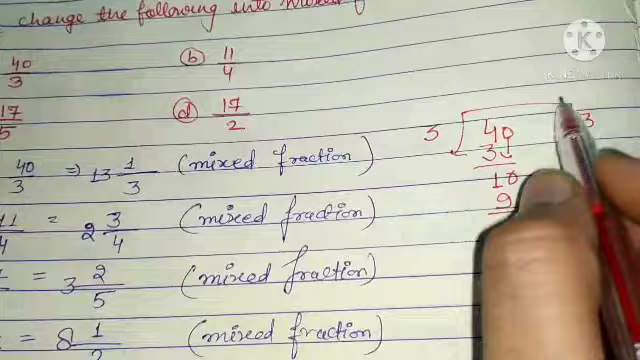 change the following into
40/3 (b) 11/4
17/5 (d) 17/2
40/3 => 13 1/3 (mixed fraction)
11/4 = 2 3/4 (mixed fraction)
= 3 2/5 (mixed fraction)
= 8 1/2 (mixed fraction)
3 40 3
3↓
10
9
K